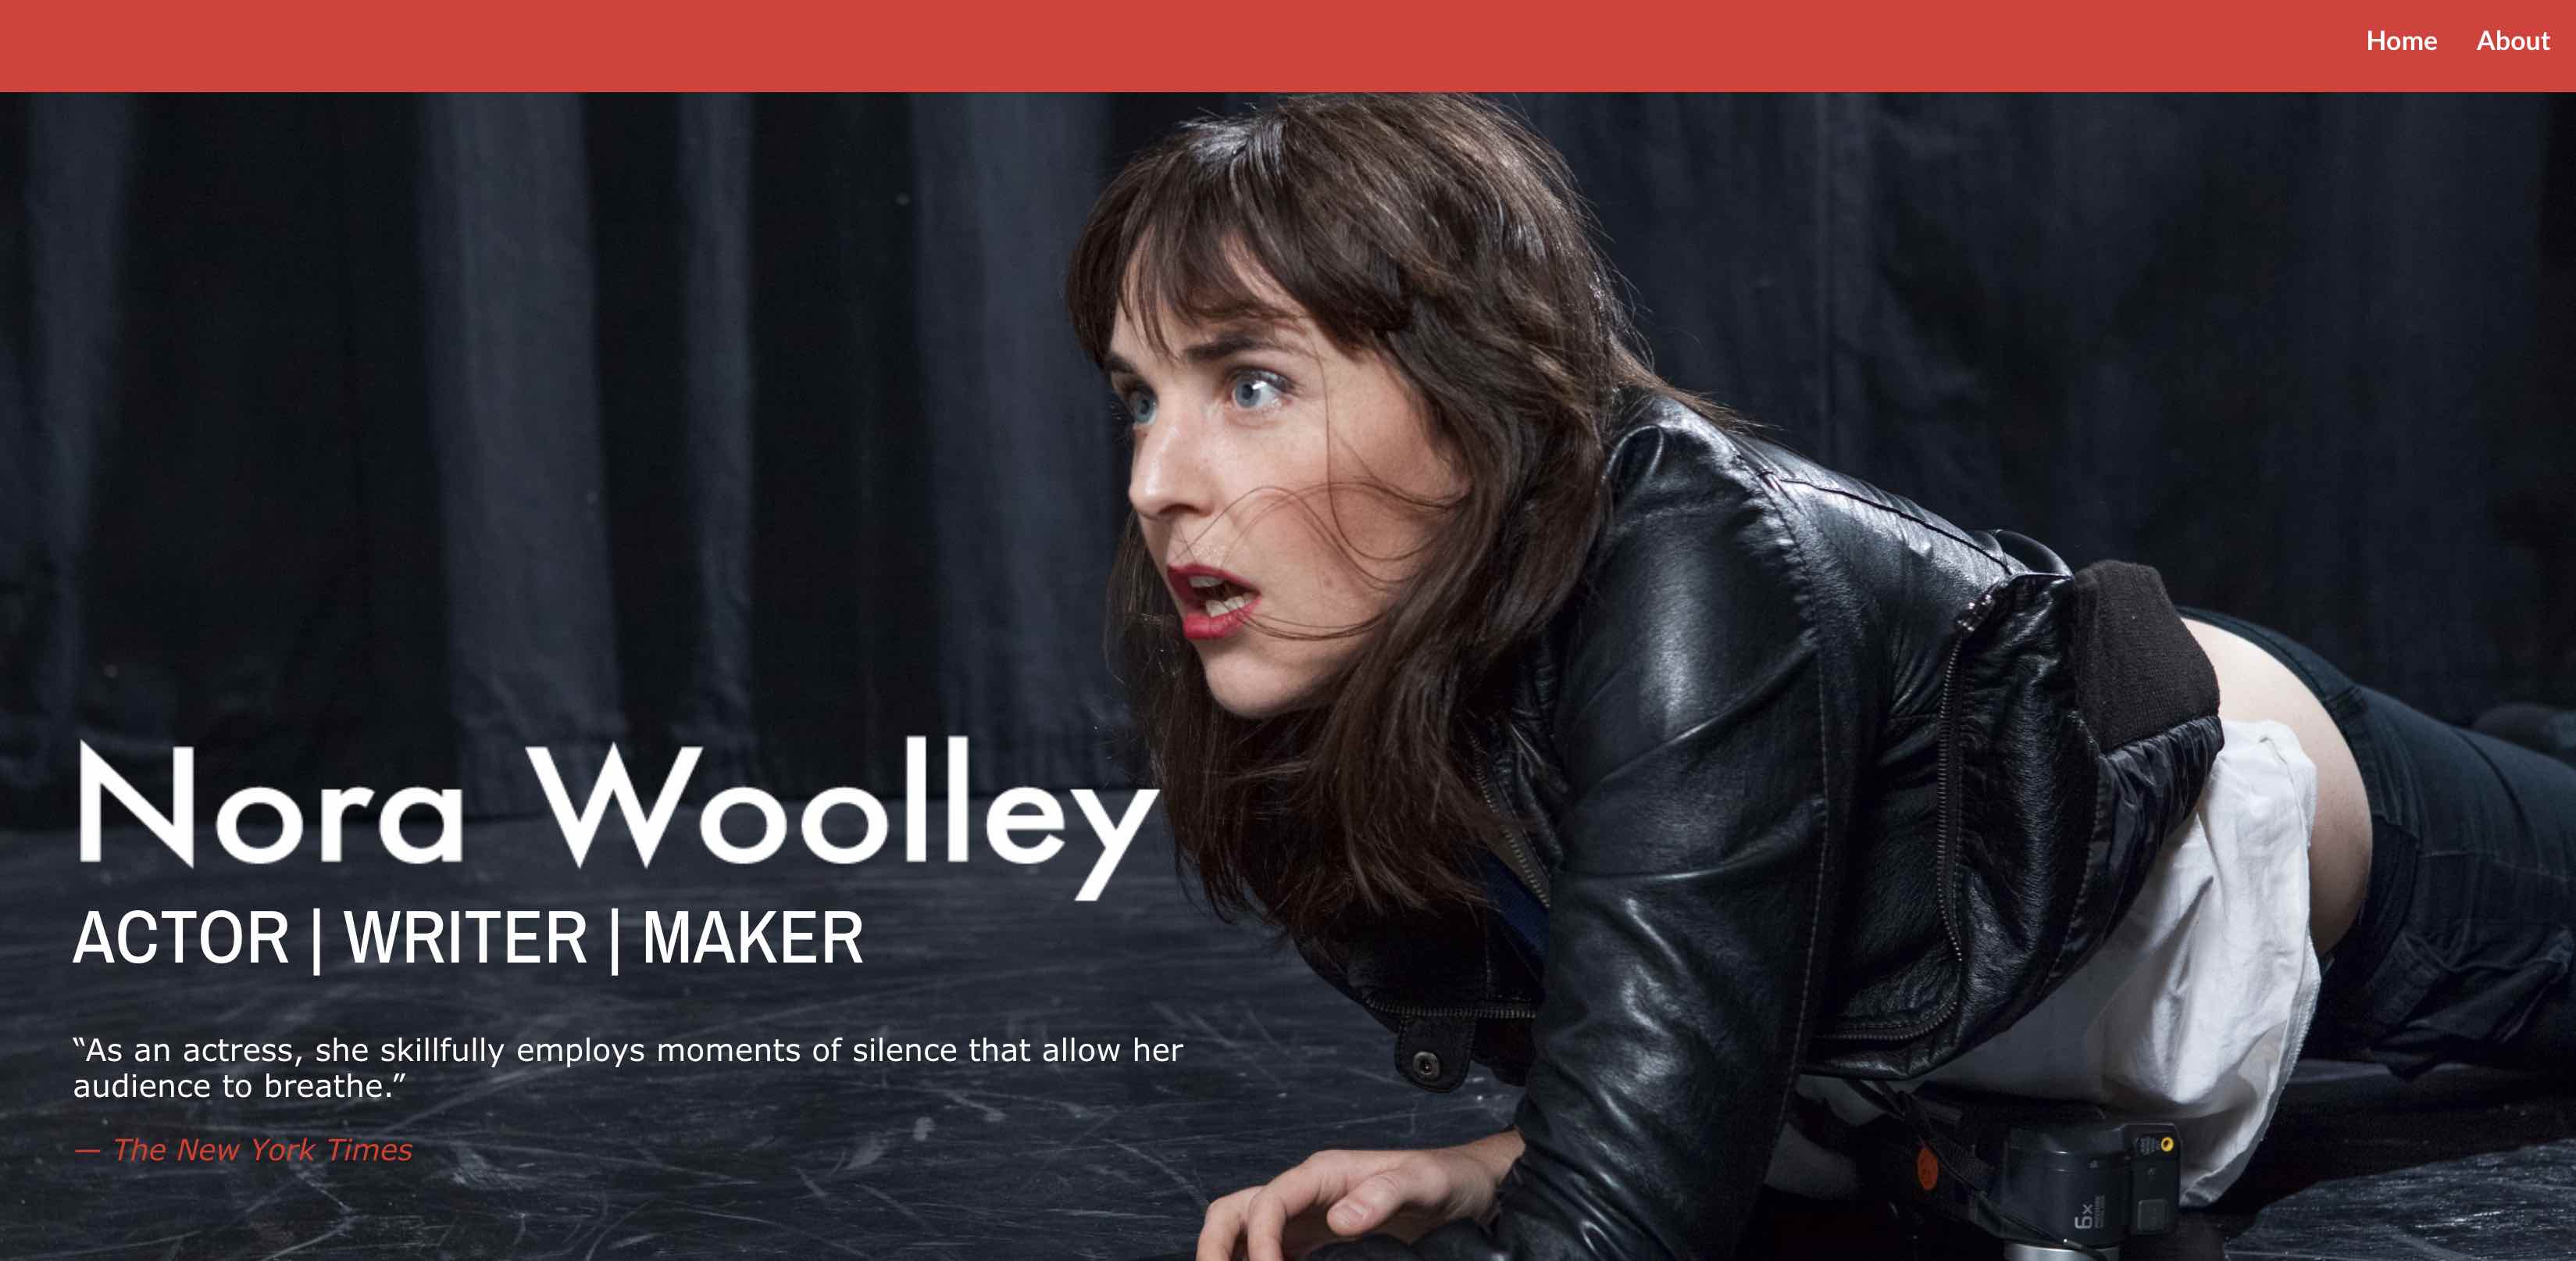 Home About
Nora Woolley
ACTOR | WRITER | MAKER
“As an actress, she skillfully employs moments of silence that allow her
audience to breathe.”
— The New York Times
6x